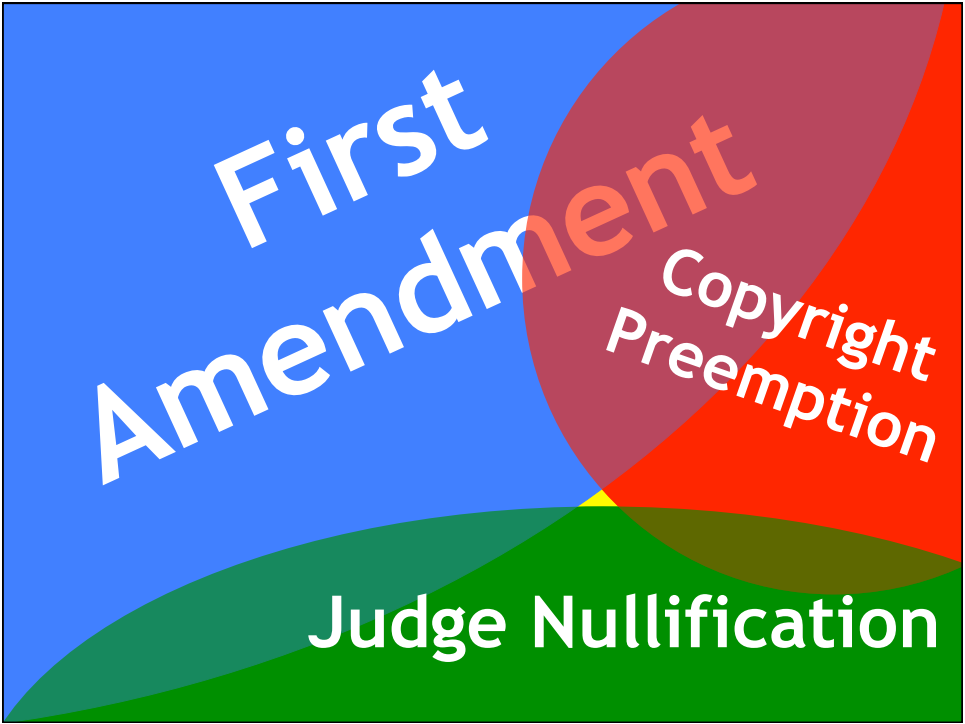 First
Amendment
Copyright
Preemption
Judge Nullification